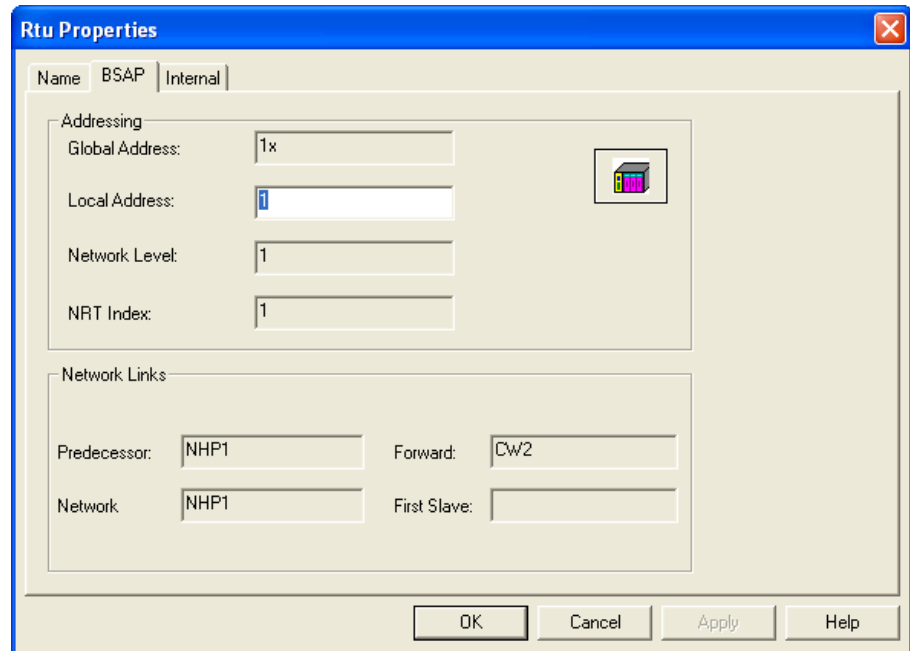 Rtu Properties
Name BSAP Internal
Addressing
Global Address: 1x
Local Address: 1
Network Level: 1
NRT Index: 1
Network Links
Predecessor: NHP1 Forward: CW2
Network NHP1 First Slave:
OK Cancel Apply Help